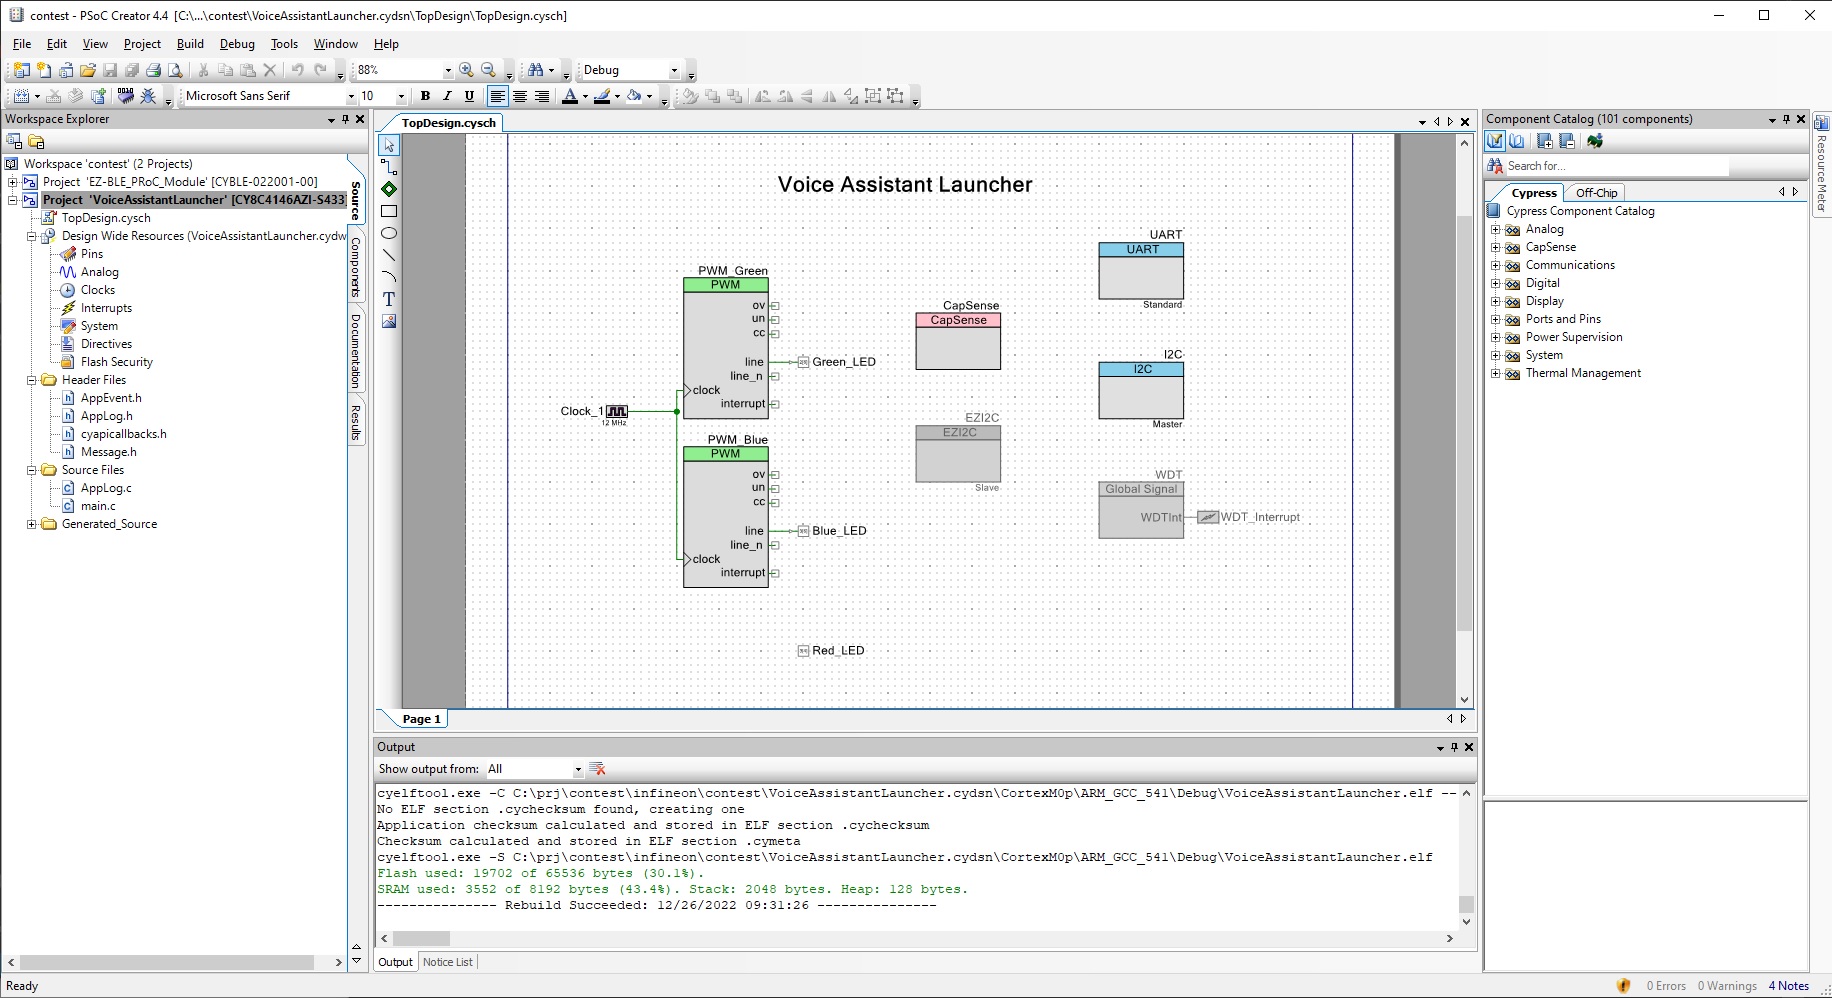 contest - PSoC Creator 4.4  [C:\...\contest\VoiceAssistantLauncher.cydsn\TopDesign\TopDesign.cysch]
File Edit View Project Build Debug Tools Window Help
88% Debug
Microsoft Sans Serif 10 B I U A
Workspace Explorer
Workspace 'contest' (2 Projects)
Project 'EZ-BLE_PRoC_Module' [CYBLE-022001-00]
Project 'VoiceAssistantLauncher' [CY8C4146AZI-S433]
TopDesign.cysch
Design Wide Resources (VoiceAssistantLauncher.cydw
Pins
Analog
Clocks
Interrupts
System
Directives
Flash Security
Header Files
AppEvent.h
AppLog.h
cyapicallbacks.h
Message.h
Source Files
AppLog.c
main.c
Generated_Source
Source
Components
Documentation
Results
TopDesign.cysch
T
Voice Assistant Launcher
PWM_Green
PWM
ov
un
cc
line
line_n
clock
interrupt
Green_LED
Clock_1
12 MHz
PWM_Blue
PWM
ov
un
cc
line
line_n
clock
interrupt
Blue_LED
Red_LED
CapSense
CapSense
EZI2C
EZI2C
Slave
UART
UART
Standard
I2C
I2C
Master
WDT
Global Signal
WDTInt
WDT_Interrupt
Page 1
Output
Show output from: All
cyelftool.exe -C C:\prj\contest\infineon\contest\VoiceAssistantLauncher.cydsn\CortexM0p\ARM_GCC_541\Debug\VoiceAssistantLauncher.elf --
No ELF section .cychecksum found, creating one
Application checksum calculated and stored in ELF section .cychecksum
Checksum calculated and stored in ELF section .cymeta
cyelftool.exe -S C:\prj\contest\infineon\contest\VoiceAssistantLauncher.cydsn\CortexM0p\ARM_GCC_541\Debug\VoiceAssistantLauncher.elf
Flash used: 19702 of 65536 bytes (30.1%).
SRAM used: 3552 of 8192 bytes (43.4%). Stack: 2048 bytes. Heap: 128 bytes.
--------------- Rebuild Succeeded: 12/26/2022 09:31:26 ---------------
Output Notice List
Component Catalog (101 components)
Search for...
Cypress Off-Chip
Cypress Component Catalog
Analog
CapSense
Communications
Digital
Display
Ports and Pins
Power Supervision
System
Thermal Management
Resource Meter
Ready
0 Errors 0 Warnings 4 Notes